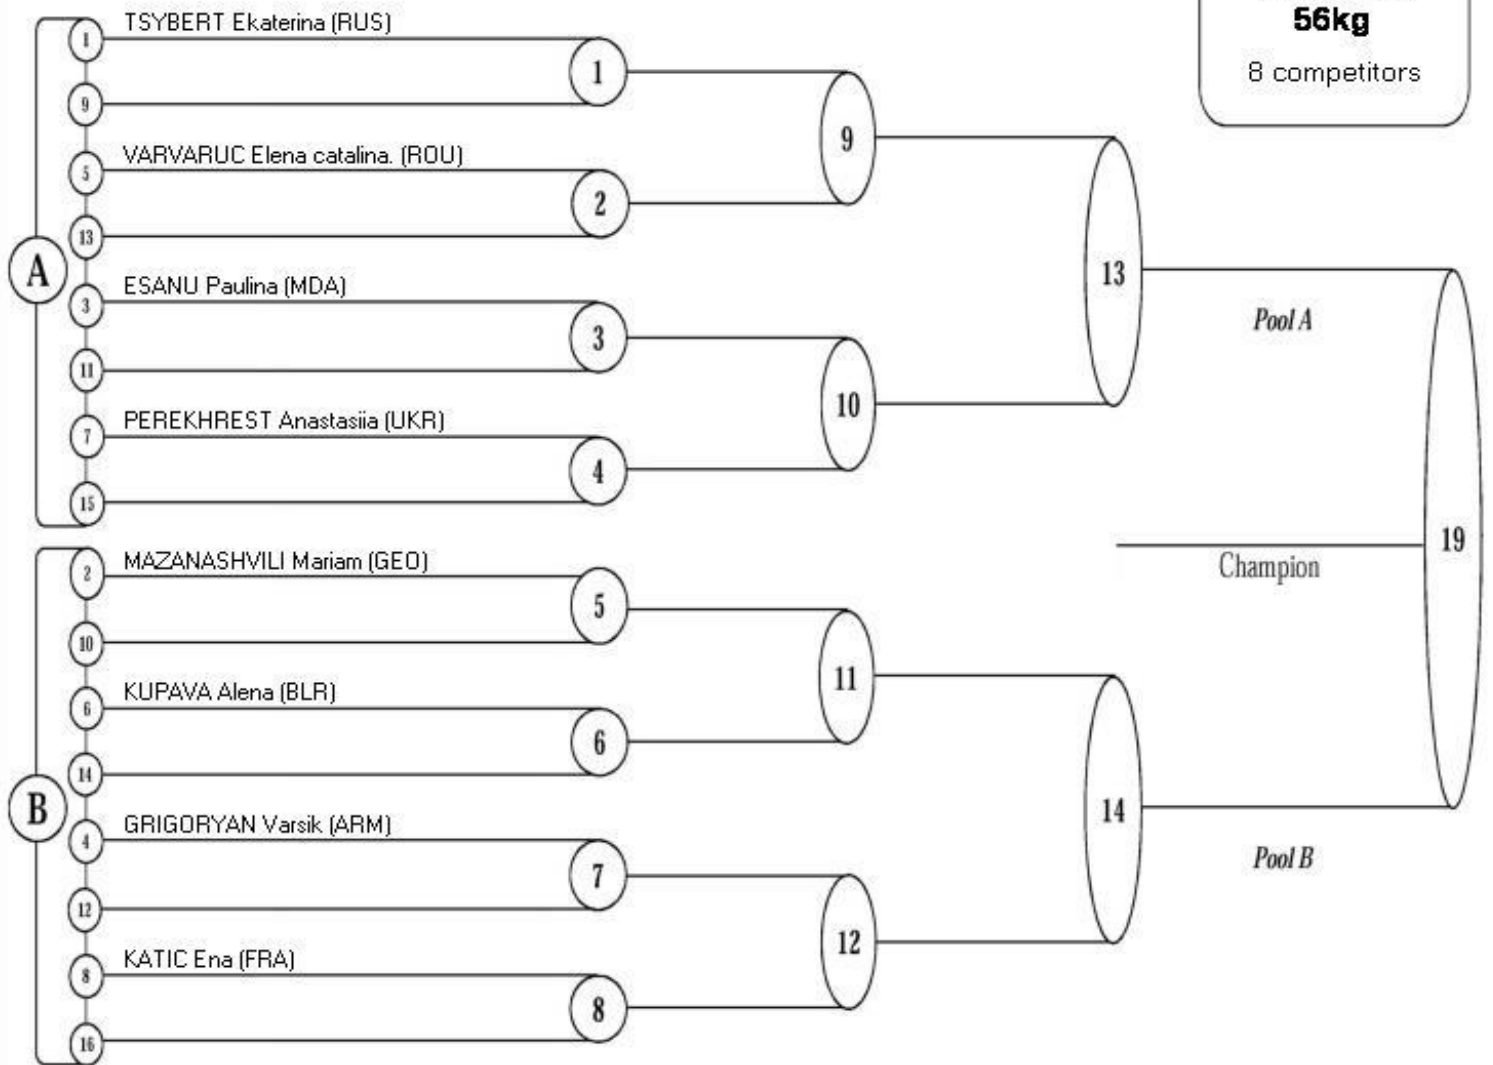 56kg
8 competitors
1
TSYBERT Ekaterina (RUS)
9
1
5
VARVARUC Elena catalina. (ROU)
13
2
9
A
3
ESANU Paulina (MDA)
11
3
7
PEREKHREST Anastasiia (UKR)
15
4
10
13
Pool A
B
2
MAZANASHVILI Mariam (GEO)
10
5
6
KUPAVA Alena (BLR)
14
6
11
4
GRIGORYAN Varsik (ARM)
12
7
8
KATIC Ena (FRA)
16
8
12
14
Pool B
19
Champion